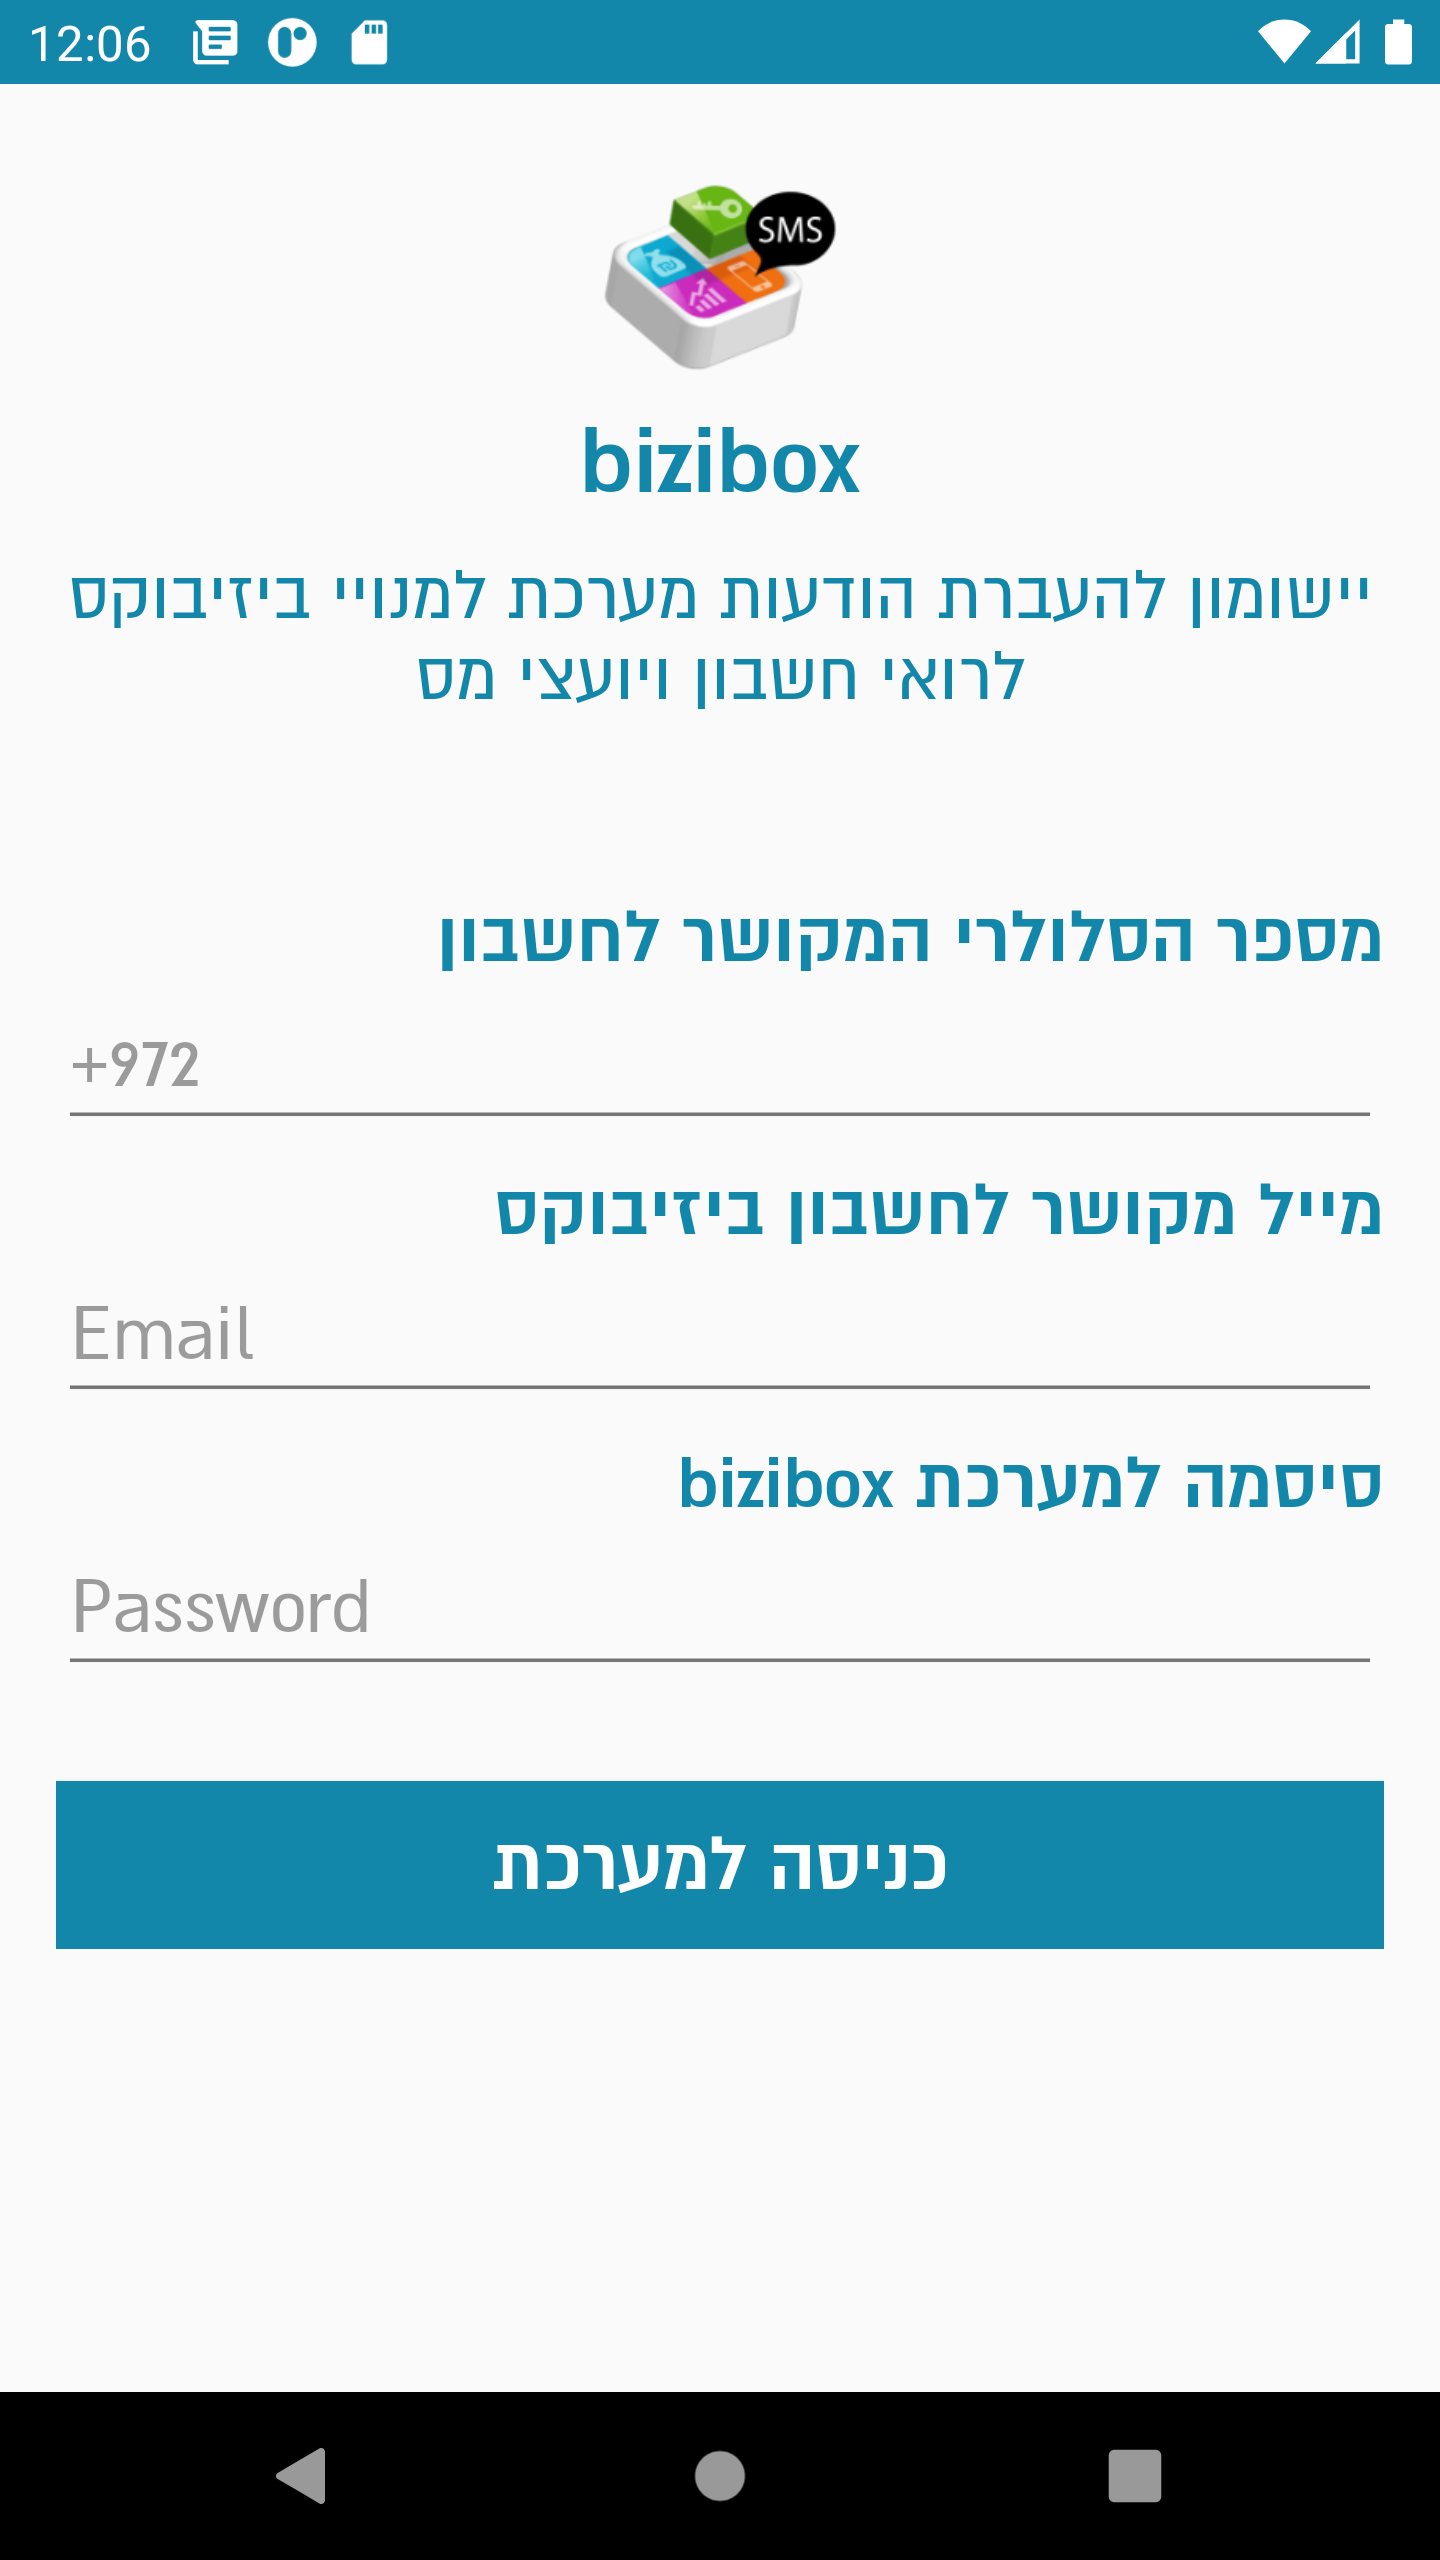 12:06
SMS
bizibox
יישומון להעברת הודעות מערכת למנויי ביזיבוקס
לרואי חשבון ויועצי מס
מספר הסלולרי המקושר לחשבון
+972
מייל מקושר לחשבון ביזיבוקס
Email
סיסמה למערכת bizibox
Password
כניסה למערכת